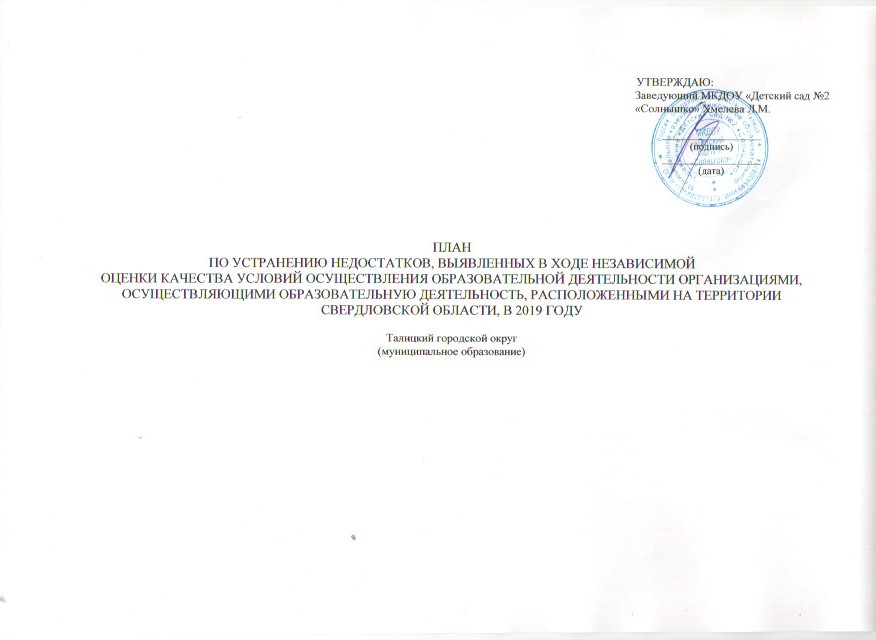 УТВЕРЖДАЮ:
Заведующий МКДОУ «Детский сад №2
«Солнышко» Хмелева Л.М.
(подпись)
(дата)
ПЛАН
ПО УСТРАНЕНИЮ НЕДОСТАТКОВ, ВЫЯВЛЕННЫХ В ХОДЕ НЕЗАВИСИМОЙ
ОЦЕНКИ КАЧЕСТВА УСЛОВИЙ ОСУЩЕСТВЛЕНИЯ ОБРАЗОВАТЕЛЬНОЙ ДЕЯТЕЛЬНОСТИ ОРГАНИЗАЦИЯМИ,
ОСУЩЕСТВЛЯЮЩИМИ ОБРАЗОВАТЕЛЬНУЮ ДЕЯТЕЛЬНОСТЬ, РАСПОЛОЖЕННЫМИ НА ТЕРРИТОРИИ
СВЕРДЛОВСКОЙ ОБЛАСТИ, В 2019 ГОДУ
Талицкий городской округ
(муниципальное образование)